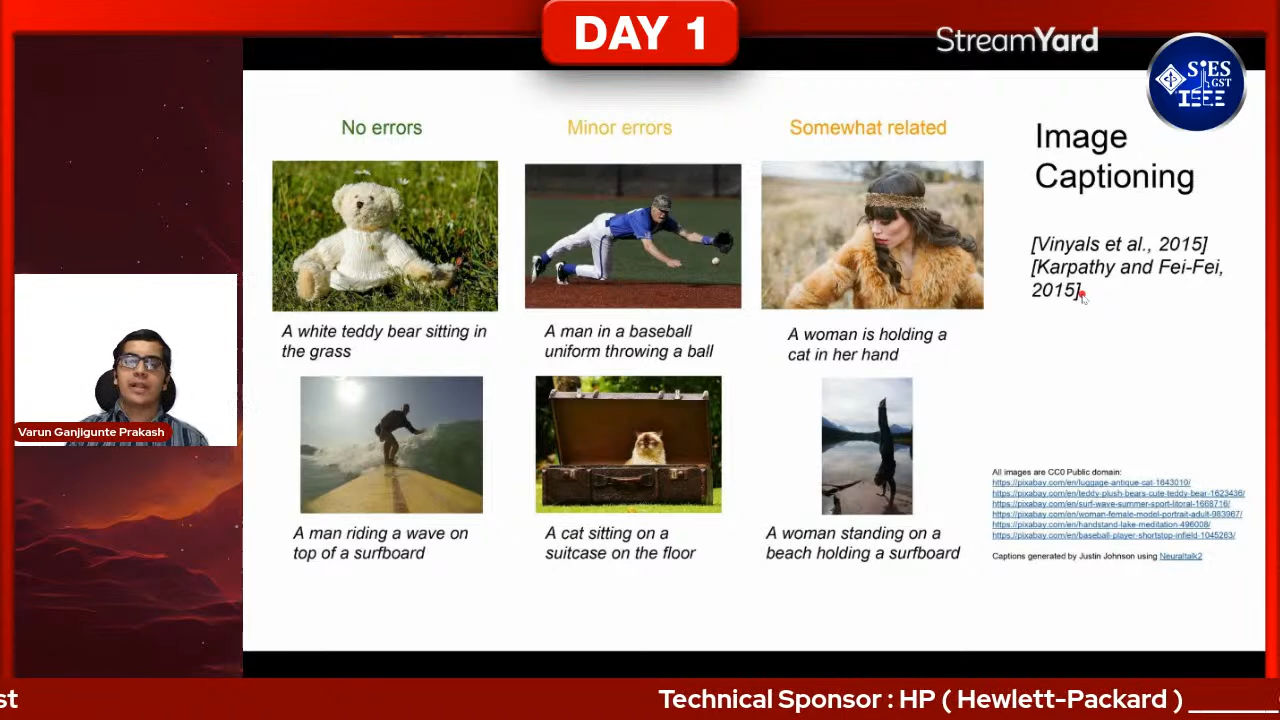 DAY 1
StreamYard
SiES
GST
IEEE
No errors
Minor errors
Somewhat related
Image
Captioning
[Vinyals et al., 2015]
[Karpathy and Fei-Fei,
2015]
A white teddy bear sitting in
the grass
A man in a baseball
uniform throwing a ball
A woman is holding a
cat in her hand
A man riding a wave on
top of a surfboard
A cat sitting on a
suitcase on the floor
A woman standing on a
beach holding a surfboard
All images are CC0 Public domain:
https://pixabay.com/en/luggage-antique-cat-1643010/
https://pixabay.com/en/teddy-plush-bears-cute-teddy-bear-1623436/
https://pixabay.com/en/surf-wave-summer-sport-litoral-1668716/
https://pixabay.com/en/woman-female-model-portrait-adult-983967/
https://pixabay.com/en/handstand-lake-meditation-496008/
https://pixabay.com/en/baseball-player-shortstop-infield-1045263/
Captions generated by Justin Johnson using Neuraltalk2
Varun Ganjigunte Prakash
st
Technical Sponsor : HP ( Hewlett-Packard ) ______